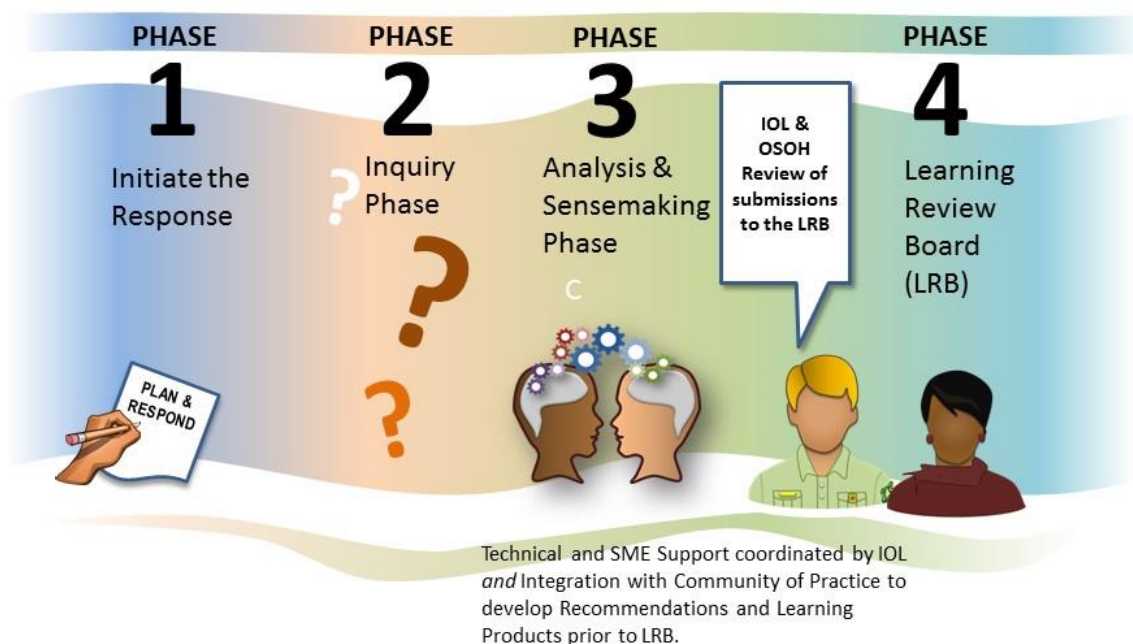 PHASE
1
Initiate the
Response
PLAN &
RESPOND
PHASE
2
Inquiry
Phase
?
?
?
PHASE
3
Analysis &
Sensemaking
Phase
C
IOL &
OSOH
Review of
submissions
to the LRB
PHASE
4
Learning
Review
Board
(LRB)
Technical and SME Support coordinated by IOL
and Integration with Community of Practice to
develop Recommendations and Learning
Products prior to LRB.